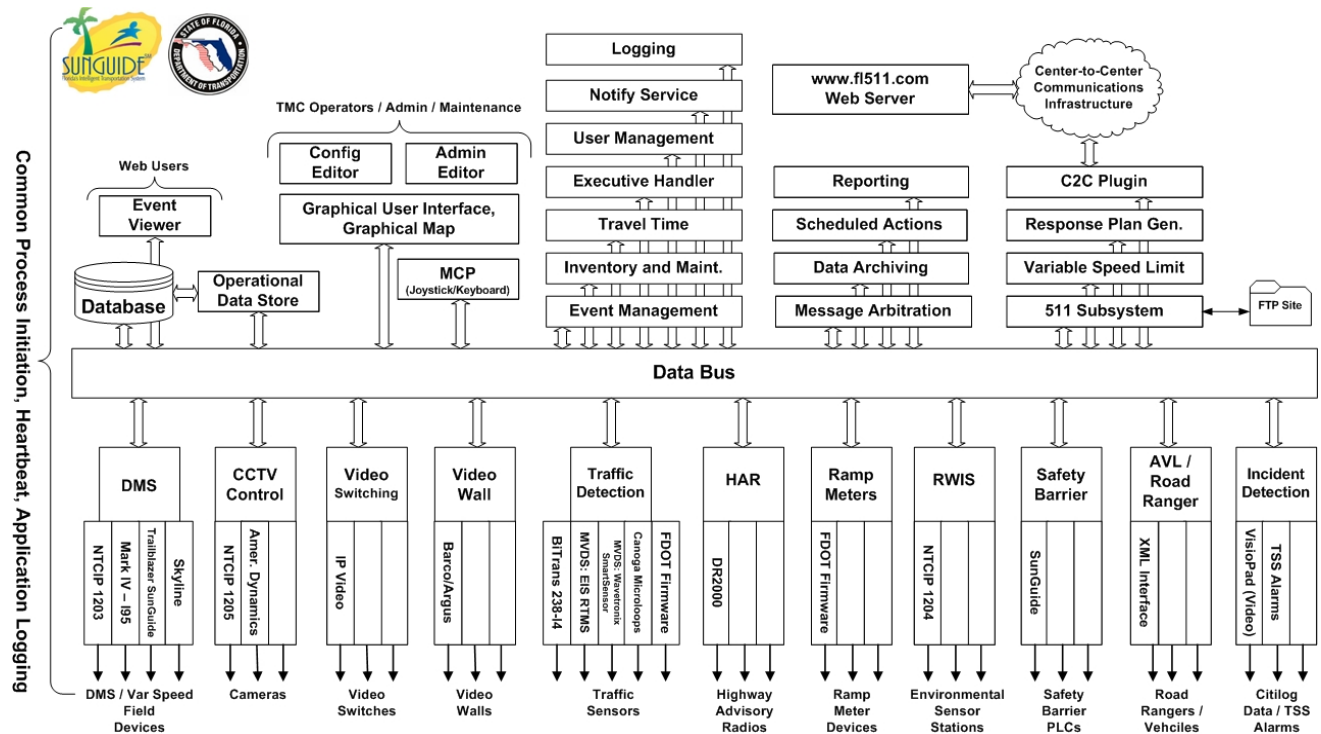 SUNGUIDE
SM
Florida's Intelligent Transportation System
STATE OF FLORIDA
DEPARTMENT OF TRANSPORTATION
Common Process Initiation, Heartbeat, Application Logging
Web Users
Event
Viewer
TMC Operators / Admin / Maintenance
Config
Editor
Admin
Editor
Graphical User Interface,
Graphical Map
Database
Operational
Data Store
MCP
(Joystick/Keyboard)
Logging
Notify Service
User Management
Executive Handler
Travel Time
Inventory and Maint.
Event Management
www.fl511.com
Web Server
Center-to-Center
Communications
Infrastructure
Reporting
Scheduled Actions
Data Archiving
Message Arbitration
C2C Plugin
Response Plan Gen.
Variable Speed Limit
511 Subsystem
FTP Site
Data Bus
DMS
NTCIP 1203
Mark IV – I95
Trailblazer SunGuide
Skyline
DMS / Var Speed
Field
Devices
CCTV
Control
NTCIP 1205
Amer. Dynamics
Cameras
Video
Switching
IP Video
Video
Switches
Video
Wall
Barco/Argus
Video
Walls
Traffic
Detection
BiTrans 238-I4
MVDS: EIS RTMS
MVDS: Wavetronix
SmartSensor
Canoga Microloops
FDOT Firmware
Traffic
Sensors
HAR
DR2000
Highway
Advisory
Radios
Ramp
Meters
FDOT Firmware
Ramp
Meter
Devices
RWIS
NTCIP 1204
Environmental
Sensor
Stations
Safety
Barrier
SunGuide
Safety
Barrier
PLCs
AVL /
Road
Ranger
XML Interface
Road
Rangers /
Vehciles
Incident
Detection
VisioPad (Video)
TSS Alarms
Citilog
Data / TSS
Alarms